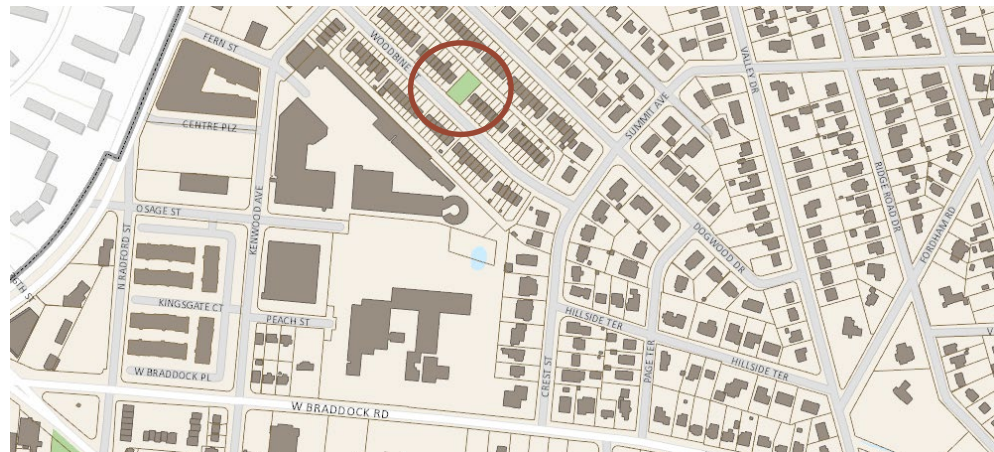 FERN ST
WOODBINE
VALLEY DR
SUMMIT AVE
CENTRE PLZ
RIDGE ROAD DR
OSAGE ST
KENWOOD AVE
FORDHAM RD
DOGWOOD DR
N RADFORD ST
KINGSGATE CT
PEACH ST
HILLSIDE TER
V
HILLSIDE TER
PAGE TER
CREST ST
W BRADDOCK PL
W BRADDOCK RD